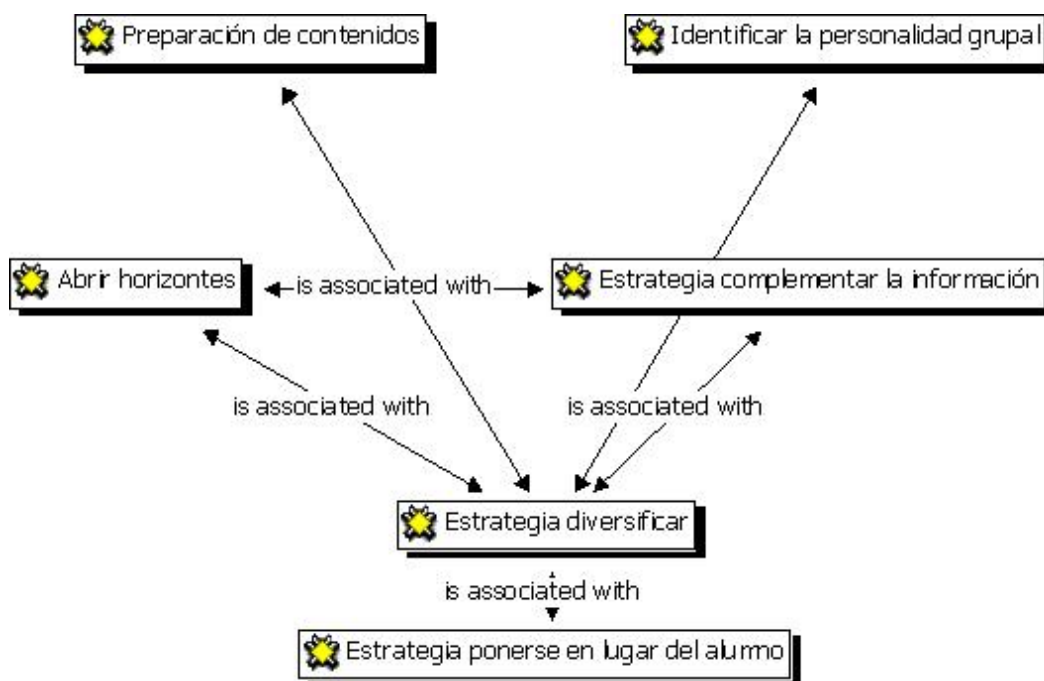 Preparación de contenidos
Identificar la personalidad grupal
Abrir horizontes
is associated with
Estrategia complementar la información
is associated with
is associated with
Estrategia diversificar
is associated with
Estrategia ponerse en lugar del alumno